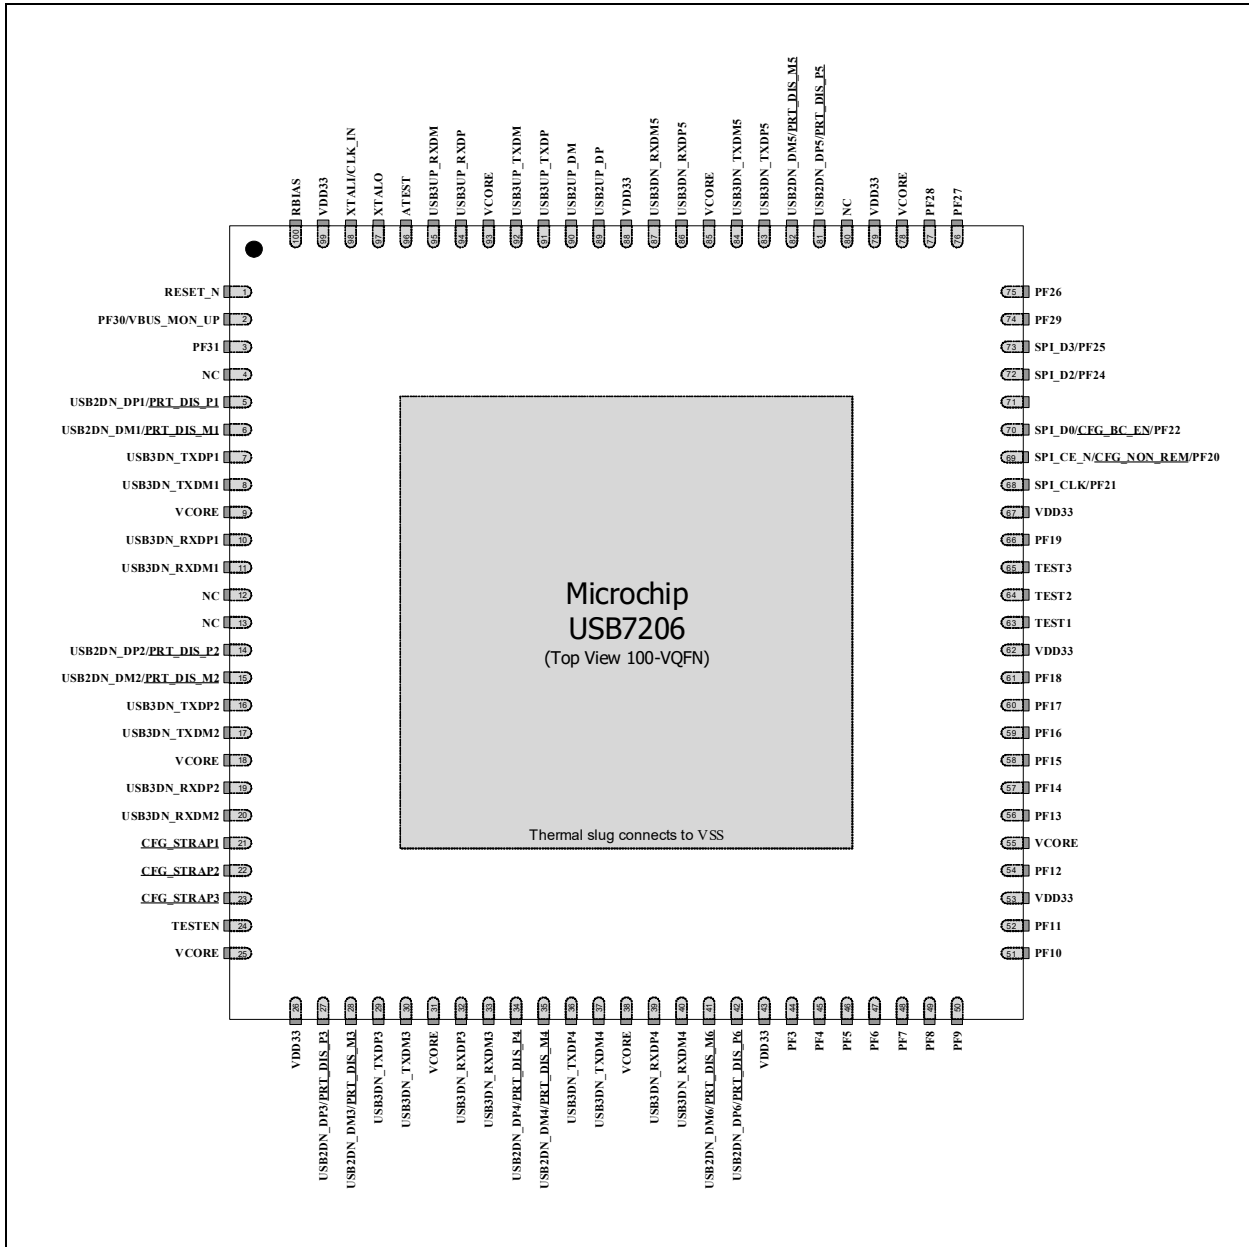 RBIAS
VDD33
XTALI/CLK_IN
XTALO
ATEST
USB3UP_RXDM
USB3UP_RXDP
VCORE
USB3UP_TXDM
USB3UP_TXDP
USB2UP_DM
USB2UP_DP
VDD33
USB3DN_RXDM5
USB3DN_RXDP5
VCORE
USB3DN_TXDM5
USB3DN_TXDP5
USB2DN_DM5/PRT_DIS_M5
USB2DN_DP5/PRT_DIS_P5
NC
VDD33
VCORE
PF28
PF27
100
99
98
97
96
95
94
93
92
91
90
89
88
87
86
85
84
83
82
81
80
79
78
77
76
RESET_N 1
PF30/VBUS_MON_UP 2
PF31 3
NC 4
USB2DN_DP1/PRT_DIS_P1 5
USB2DN_DM1/PRT_DIS_M1 6
USB3DN_TXDP1 7
USB3DN_TXDM1 8
VCORE 9
USB3DN_RXDP1 10
USB3DN_RXDM1 11
NC 12
NC 13
USB2DN_DP2/PRT_DIS_P2 14
USB2DN_DM2/PRT_DIS_M2 15
USB3DN_TXDP2 16
USB3DN_TXDM2 17
VCORE 18
USB3DN_RXDP2 19
USB3DN_RXDM2 20
CFG_STRAP1 21
CFG_STRAP2 22
CFG_STRAP3 23
TESTEN 24
VCORE 25
Microchip
USB7206
(Top View 100-VQFN)
Thermal slug connects to VSS
75 PF26
74 PF29
73 SPI_D3/PF25
72 SPI_D2/PF24
71
70 SPI_D0/CFG_BC_EN/PF22
69 SPI_CE_N/CFG_NON_REM/PF20
68 SPI_CLK/PF21
67 VDD33
66 PF19
65 TEST3
64 TEST2
63 TEST1
62 VDD33
61 PF18
60 PF17
59 PF16
58 PF15
57 PF14
56 PF13
55 VCORE
54 PF12
53 VDD33
52 PF11
51 PF10
26
27
28
29
30
31
32
33
34
35
36
37
38
39
40
41
42
43
44
45
46
47
48
49
50
VDD33
USB2DN_DP3/PRT_DIS_P3
USB2DN_DM3/PRT_DIS_M3
USB3DN_TXDP3
USB3DN_TXDM3
VCORE
USB3DN_RXDP3
USB3DN_RXDM3
USB2DN_DP4/PRT_DIS_P4
USB2DN_DM4/PRT_DIS_M4
USB3DN_TXDP4
USB3DN_TXDM4
VCORE
USB3DN_RXDP4
USB3DN_RXDM4
USB2DN_DM6/PRT_DIS_M6
USB2DN_DP6/PRT_DIS_P6
VDD33
PF3
PF4
PF5
PF6
PF7
PF8
PF9